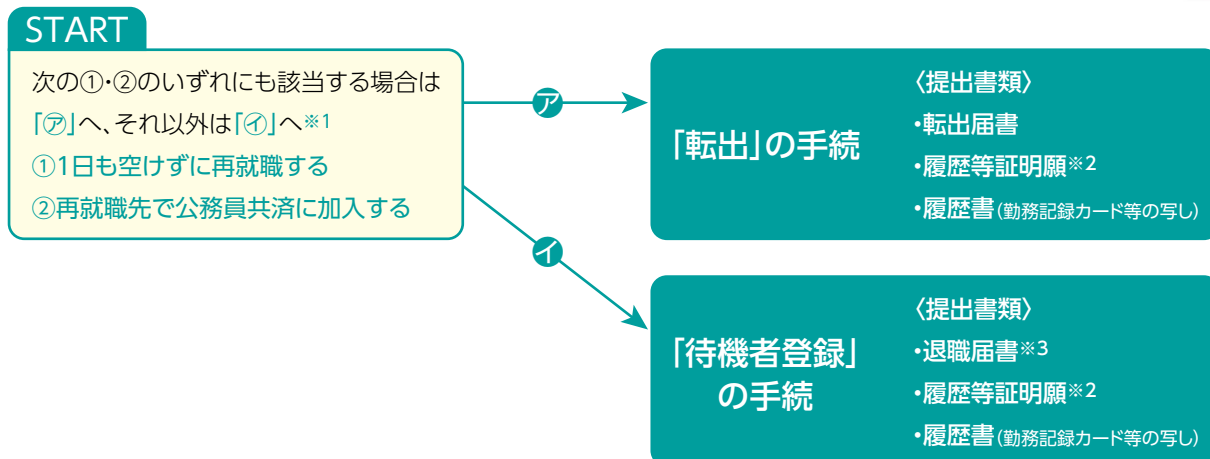 START
次の①・②のいずれにも該当する場合は
「㋐」へ、それ以外は「㋑」へ※1
①1日も空けずに再就職する
②再就職先で公務員共済に加入する
ア
「転出」の手続
〈提出書類〉
・転出届書
・履歴等証明願※2
・履歴書(勤務記録カード等の写し)
イ
「待機者登録」
の手続
〈提出書類〉
・退職届書※3
・履歴等証明願※2
・履歴書(勤務記録カード等の写し)